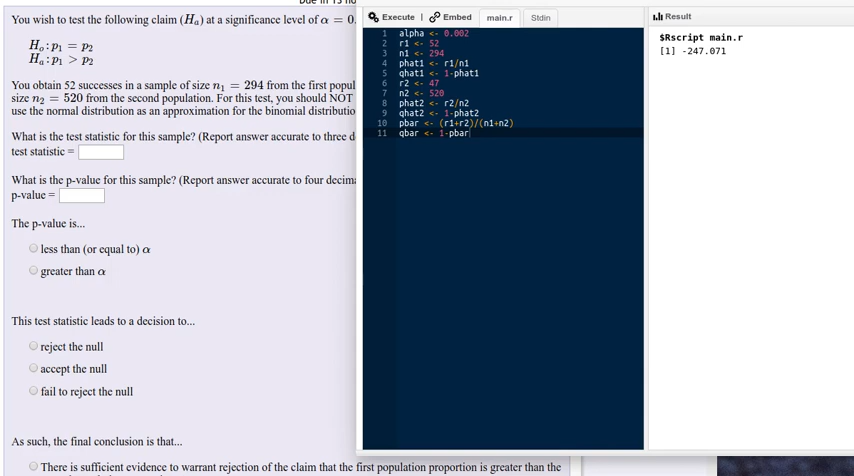 Due in 13 ho
You wish to test the following claim (Hₐ) at a significance level of α = 0.
Hₒ: p₁ = p₂
Hₐ: p₁ > p₂
You obtain 52 successes in a sample of size n₁ = 294 from the first popul
size n₂ = 520 from the second population. For this test, you should NOT
use the normal distribution as an approximation for the binomial distributio
What is the test statistic for this sample? (Report answer accurate to three d
test statistic =
What is the p-value for this sample? (Report answer accurate to four decima
p-value =
The p-value is...
less than (or equal to) α
greater than α
This test statistic leads to a decision to...
reject the null
accept the null
fail to reject the null
As such, the final conclusion is that...
There is sufficient evidence to warrant rejection of the claim that the first population proportion is greater than the
Execute | Embed main.r Stdin
1 alpha <- 0.002
2 r1 <- 52
3 n1 <- 294
4 phat1 <- r1/n1
5 qhat1 <- 1-phat1
6 r2 <- 47
7 n2 <- 520
8 phat2 <- r2/n2
9 qhat2 <- 1-phat2
10 pbar <- (r1+r2)/(n1+n2)
11 qbar <- 1-pbar
Result
$Rscript main.r
[1] -247.071